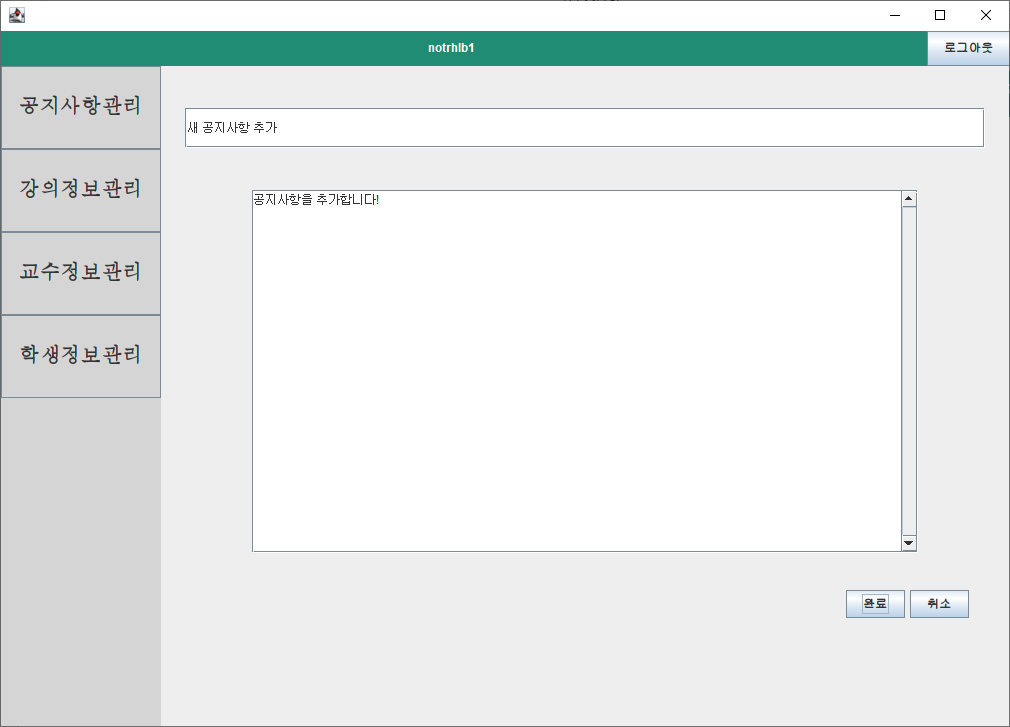 notrhlb1
로그아웃
공지사항관리
강의정보관리
교수정보관리
학생정보관리
새 공지사항 추가
공지사항을 추가합니다!
완료
취소